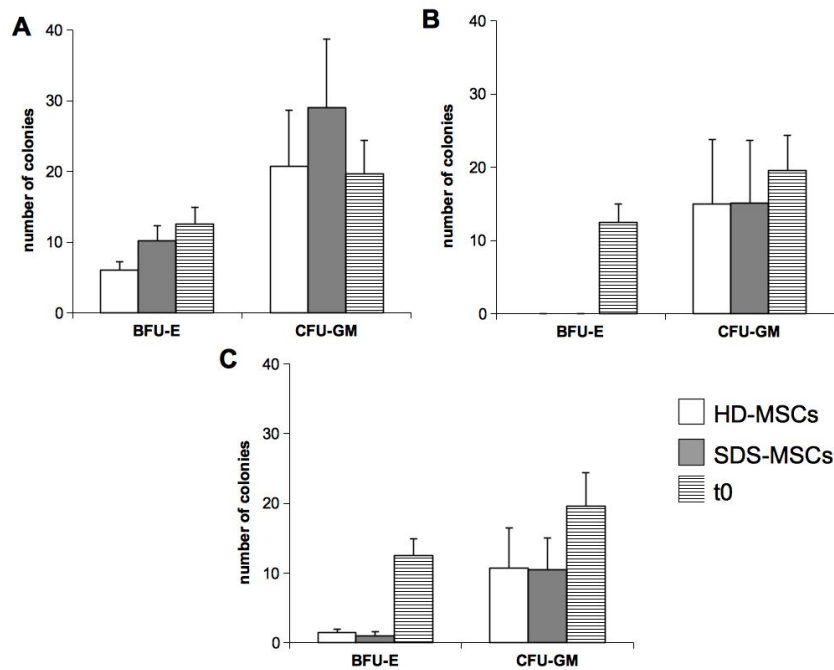 A
number of colonies
40
30
20
10
0
BFU-E
CFU-GM
B
number of colonies
40
30
20
10
0
BFU-E
CFU-GM
C
number of colonies
40
30
20
10
0
BFU-E
CFU-GM
HD-MSCs
SDS-MSCs
t0